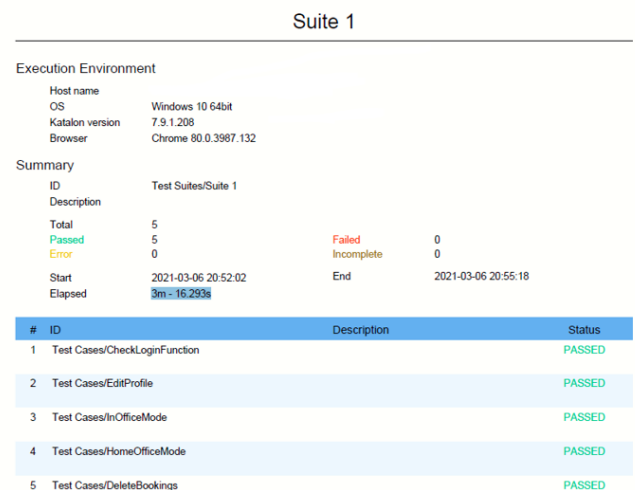 Suite 1
Execution Environment
Host name
OS Windows 10 64bit
Katalon version 7.9.1.208
Browser Chrome 80.0.3987.132
Summary
ID Test Suites/Suite 1
Description
Total 5
Passed 5 Failed 0
Error 0 Incomplete 0
Start 2021-03-06 20:52:02 End 2021-03-06 20:55:18
Elapsed 3m - 16.293s
# ID Description Status
1 Test Cases/CheckLoginFunction PASSED
2 Test Cases/EditProfile PASSED
3 Test Cases/InOfficeMode PASSED
4 Test Cases/HomeOfficeMode PASSED
5 Test Cases/DeleteBookings PASSED